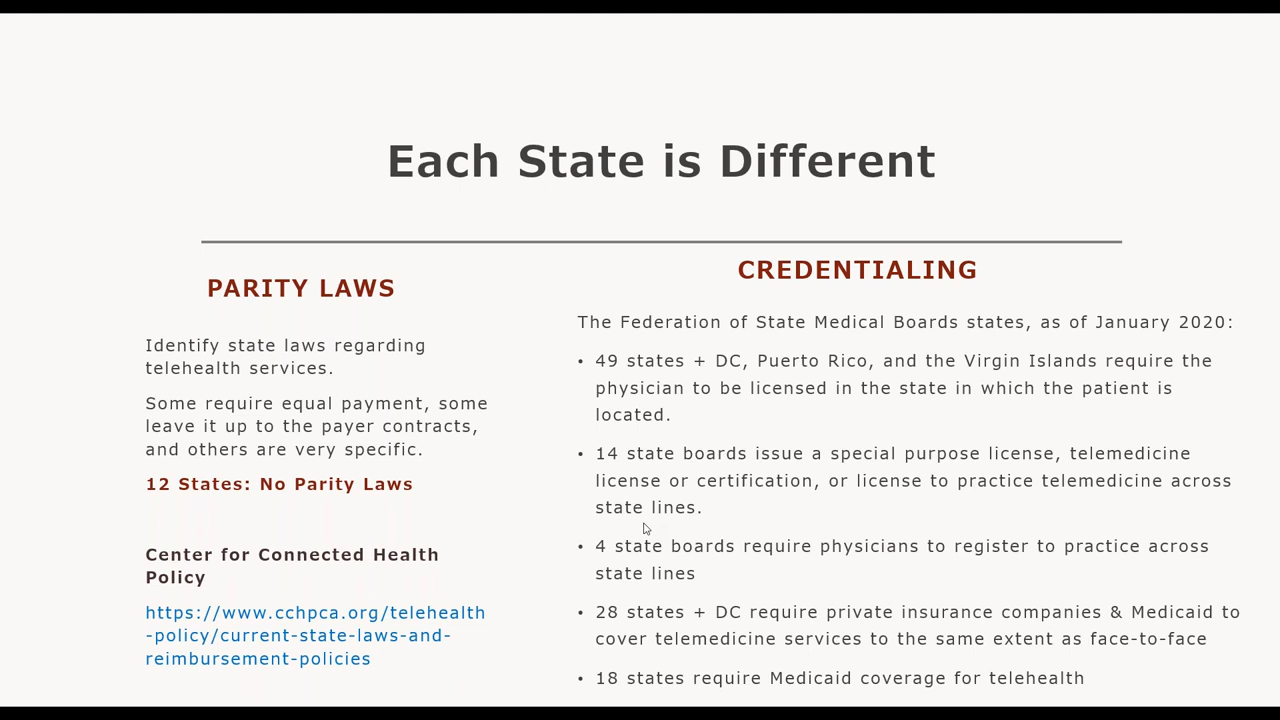 Each State is Different
PARITY LAWS
Identify state laws regarding
telehealth services.
Some require equal payment, some
leave it up to the payer contracts,
and others are very specific.
12 States: No Parity Laws
Center for Connected Health
Policy
https://www.cchpca.org/telehealth
-policy/current-state-laws-and-
reimbursement-policies
CREDENTIALING
The Federation of State Medical Boards states, as of January 2020:
• 49 states + DC, Puerto Rico, and the Virgin Islands require the
physician to be licensed in the state in which the patient is
located.
• 14 state boards issue a special purpose license, telemedicine
license or certification, or license to practice telemedicine across
state lines.
• 4 state boards require physicians to register to practice across
state lines
• 28 states + DC require private insurance companies & Medicaid to
cover telemedicine services to the same extent as face-to-face
• 18 states require Medicaid coverage for telehealth